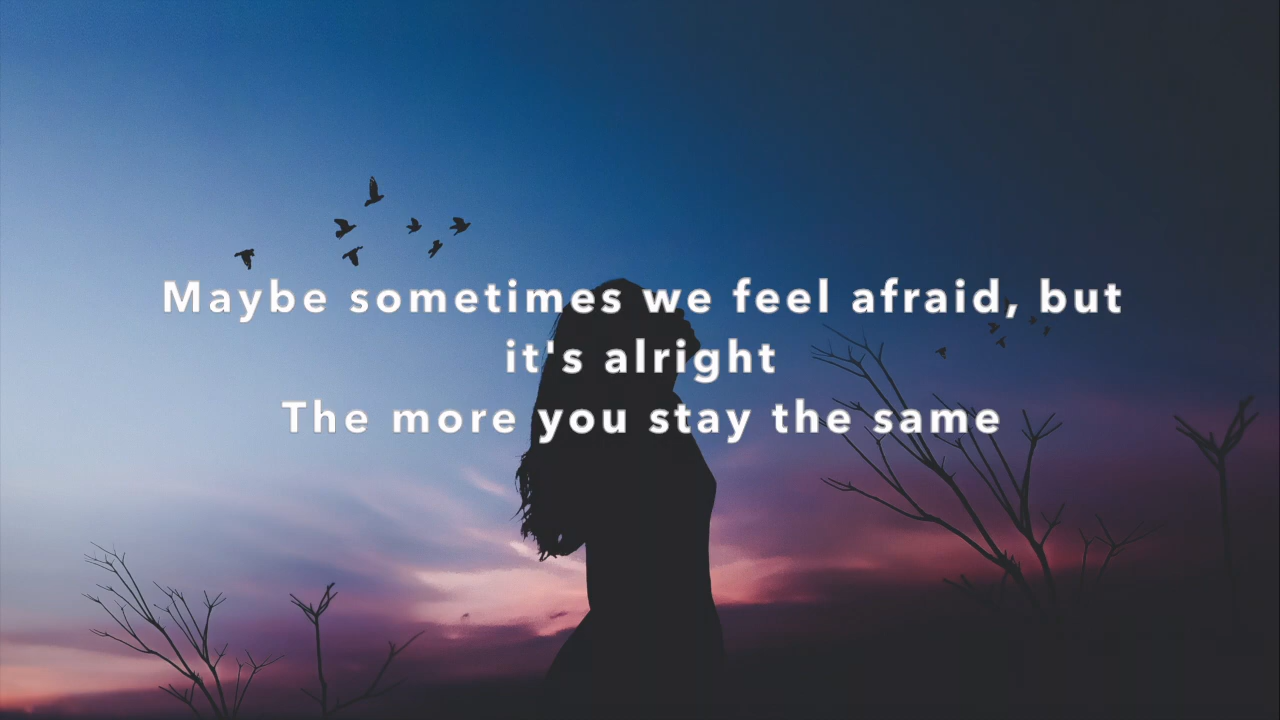 Maybe sometimes we feel afraid, but
it's alright
The more you stay the same